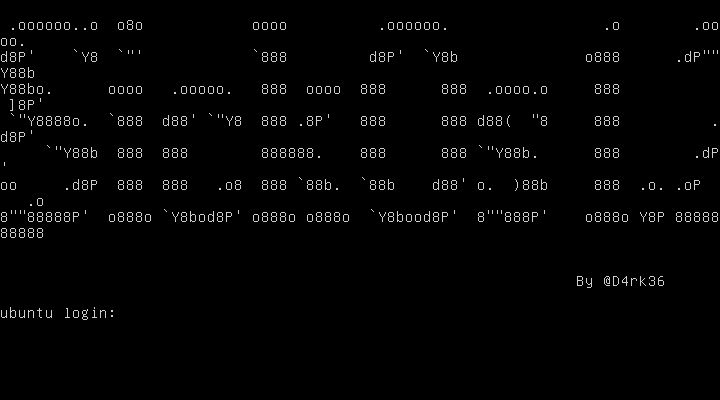 .oooooo..o  o8o            oooo          .oooooo.                 .o        .oo
oo.
d8P'    `Y8  `"'            `888         d8P'  `Y8b              o888      .dP""
Y88b
Y88bo.      oooo   .ooooo.   888  oooo  888      888  .oooo.o     888
 ]8P'
 `"Y8888o.  `888  d88' `"Y8  888 .8P'   888      888 d88(  "8     888          .
d8P'
     `"Y88b  888  888        888888.    888      888 `"Y88b.      888        .dP
'
oo     .d8P  888  888   .o8  888 `88b.  `88b    d88' o.  )88b     888  .o. .oP
   .o
8""88888P'  o888o `Y8bod8P' o888o o888o  `Y8bood8P'  8""888P'    o888o Y8P 88888
88888
By @D4rk36
ubuntu login: